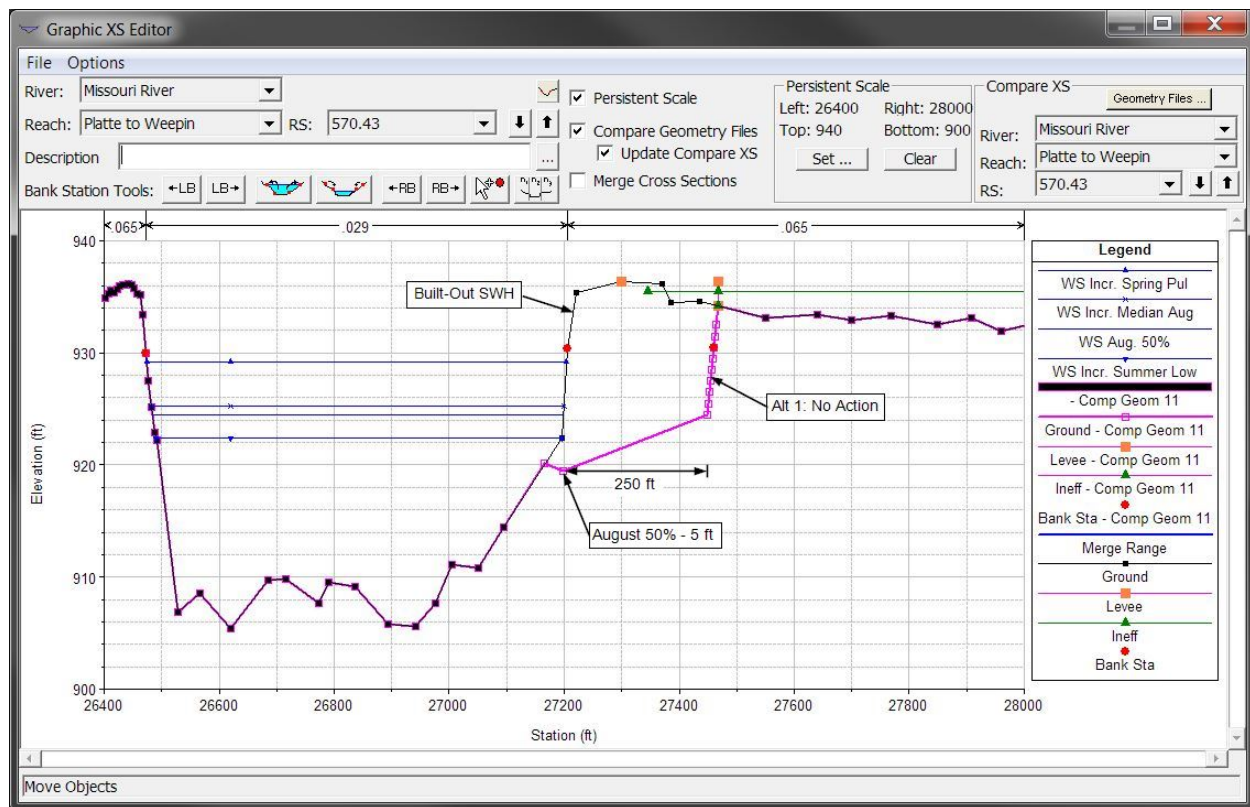 Graphic XS Editor
File Options
River: Missouri River
Reach: Platte to Weepin RS: 570.43
Description ...
Bank Station Tools: ←LB LB→ ←RB RB→
Persistent Scale
Compare Geometry Files
Update Compare XS
Merge Cross Sections
Persistent Scale
Left: 26400 Right: 28000
Top: 940 Bottom: 900
Set ... Clear
Compare XS
Geometry Files ...
River: Missouri River
Reach: Platte to Weepin
RS: 570.43
.065 .029 .065
940
930
920
910
900
Elevation (ft)
Built-Out SWH
Alt 1: No Action
250 ft
August 50% - 5 ft
26400 26600 26800 27000 27200 27400 27600 27800 28000
Station (ft)
Legend
WS Incr. Spring Pul
WS Incr. Median Aug
WS Aug. 50%
WS Incr. Summer Low
- Comp Geom 11
Ground - Comp Geom 11
Levee - Comp Geom 11
Ineff - Comp Geom 11
Bank Sta - Comp Geom 11
Merge Range
Ground
Levee
Ineff
Bank Sta
Move Objects